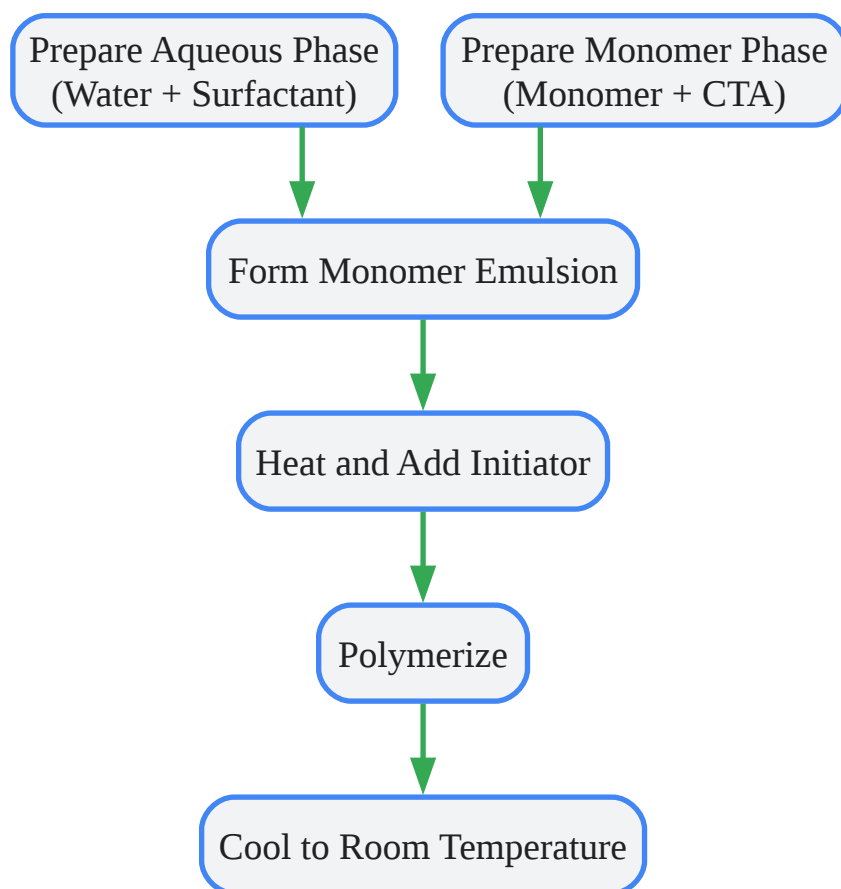 Prepare Aqueous Phase
(Water + Surfactant)
Prepare Monomer Phase
(Monomer + CTA)
Form Monomer Emulsion
Heat and Add Initiator
Polymerize
Cool to Room Temperature